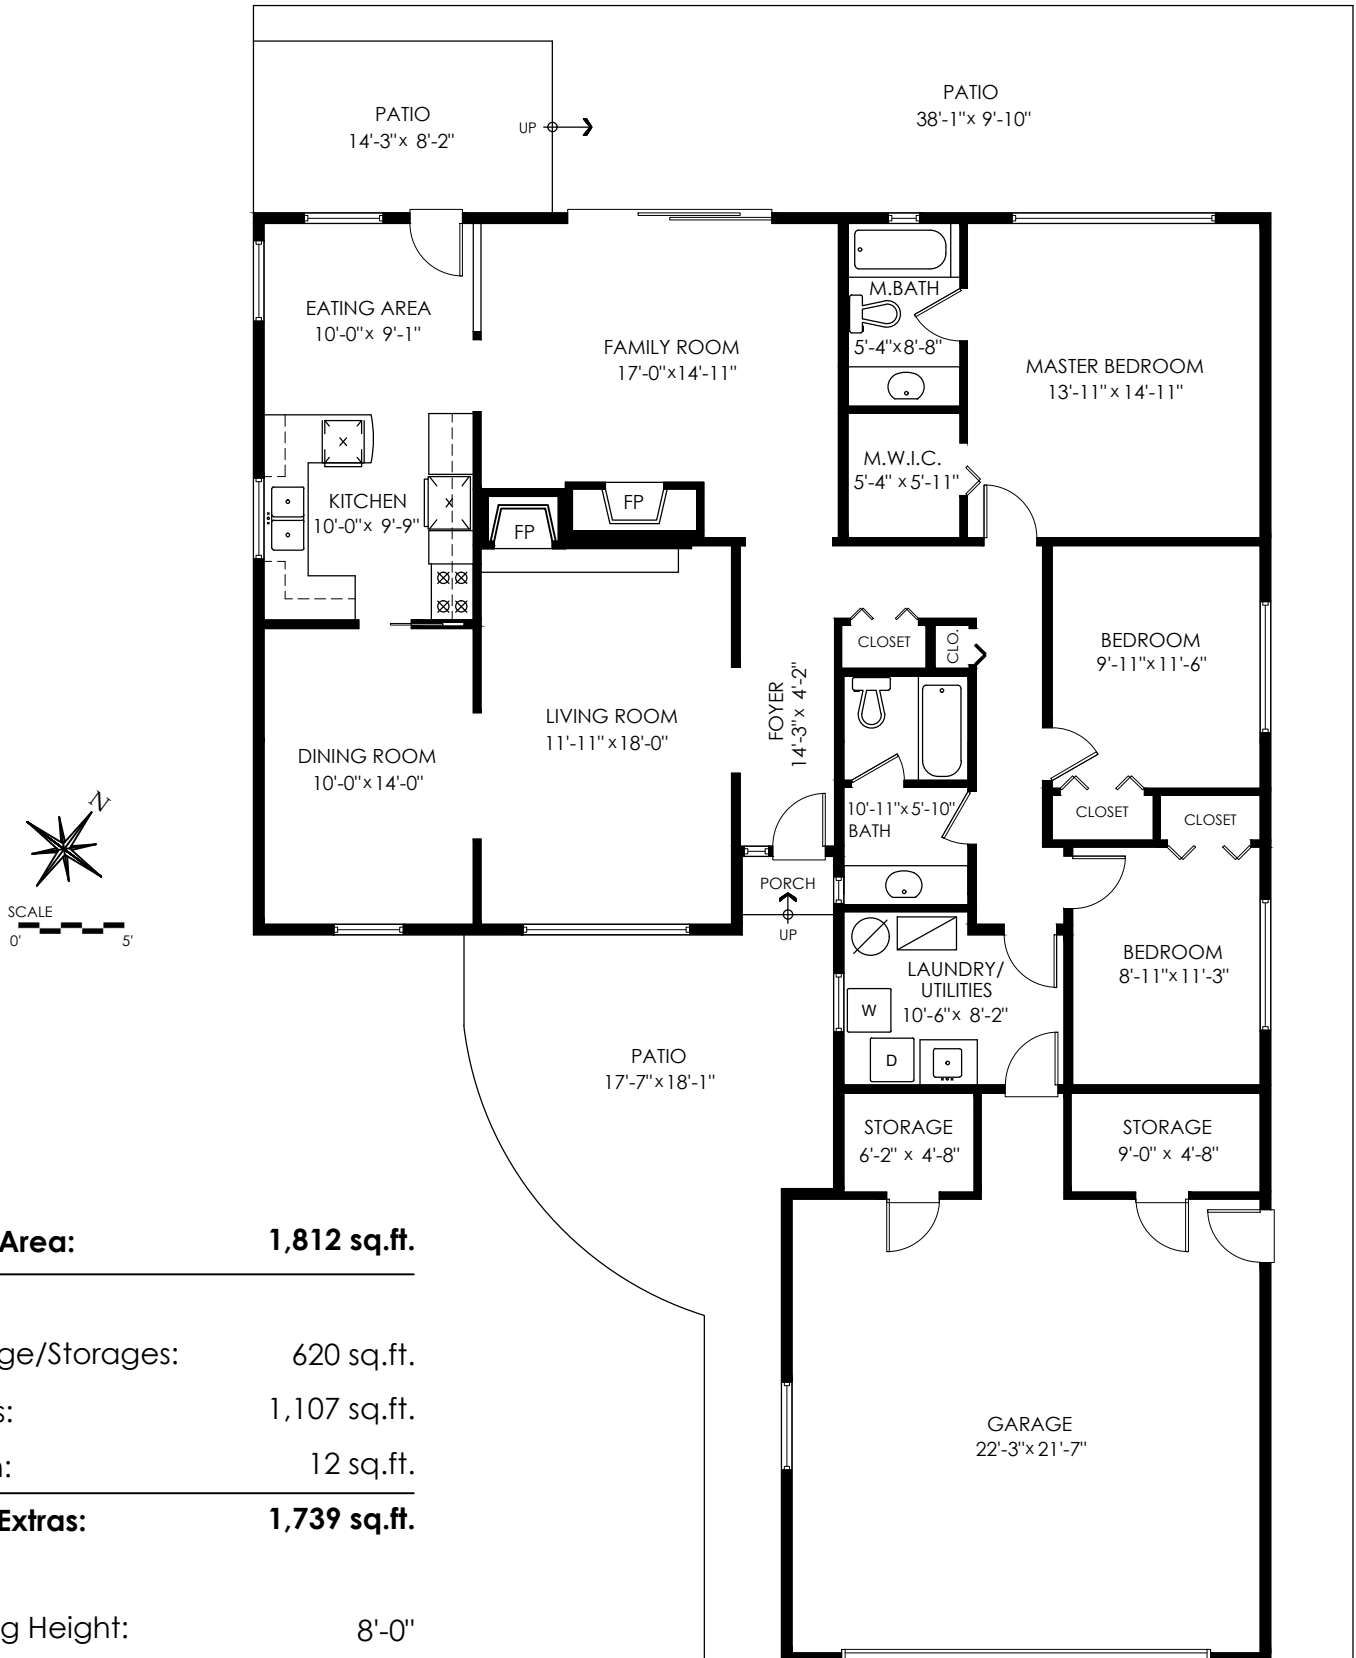 PATIO
14'-3"x 8'-2"
UP
PATIO
38'-1"x 9'-10"
EATING AREA
10'-0"x 9'-1"
FAMILY ROOM
17'-0"x14'-11"
M.BATH
5'-4"x8'-8"
MASTER BEDROOM
13'-11"x14'-11"
M.W.I.C.
5'-4" x5'-11"
X
KITCHEN
10'-0"x 9'-9"
X
FP
FP
CLOSET
CLO.
BEDROOM
9'-11"x11'-6"
LIVING ROOM
11'-11"x18'-0"
FOYER
14'-3"x 4'-2"
DINING ROOM
10'-0"x14'-0"
10'-11"x5'-10"
BATH
CLOSET
CLOSET
N
SCALE
0' 5'
PORCH
UP
LAUNDRY/
UTILITIES
10'-6"x 8'-2"
W
D
BEDROOM
8'-11"x11'-3"
PATIO
17'-7"x18'-1"
STORAGE
6'-2" x 4'-8"
STORAGE
9'-0" x 4'-8"
Area: 1,812 sq.ft.
ge/Storages: 620 sq.ft.
s: 1,107 sq.ft.
n: 12 sq.ft.
Extras: 1,739 sq.ft.
g Height: 8'-0"
GARAGE
22'-3"x21'-7"